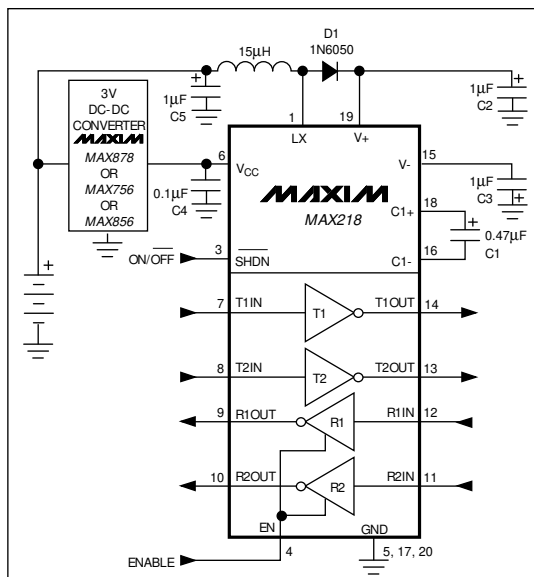 D1
1N6050
15µH
+
1µF
C5
1
LX
19
V+
+
1µF
C2
3V
DC-DC
CONVERTER
MAXIM
MAX878
OR
MAX756
OR
MAX856
6
VCC
0.1µF
C4
MAXIM
MAX218
V-
15
1µF
C3
+
C1+
18
+
0.47µF
C1
C1-
16
ON/OFF
3
SHDN
+
7
T1IN
T1
T1OUT
14
8
T2IN
T2
T2OUT
13
9
R1OUT
R1
R1IN
12
10
R2OUT
R2
R2IN
11
EN
4
GND
5, 17, 20
ENABLE